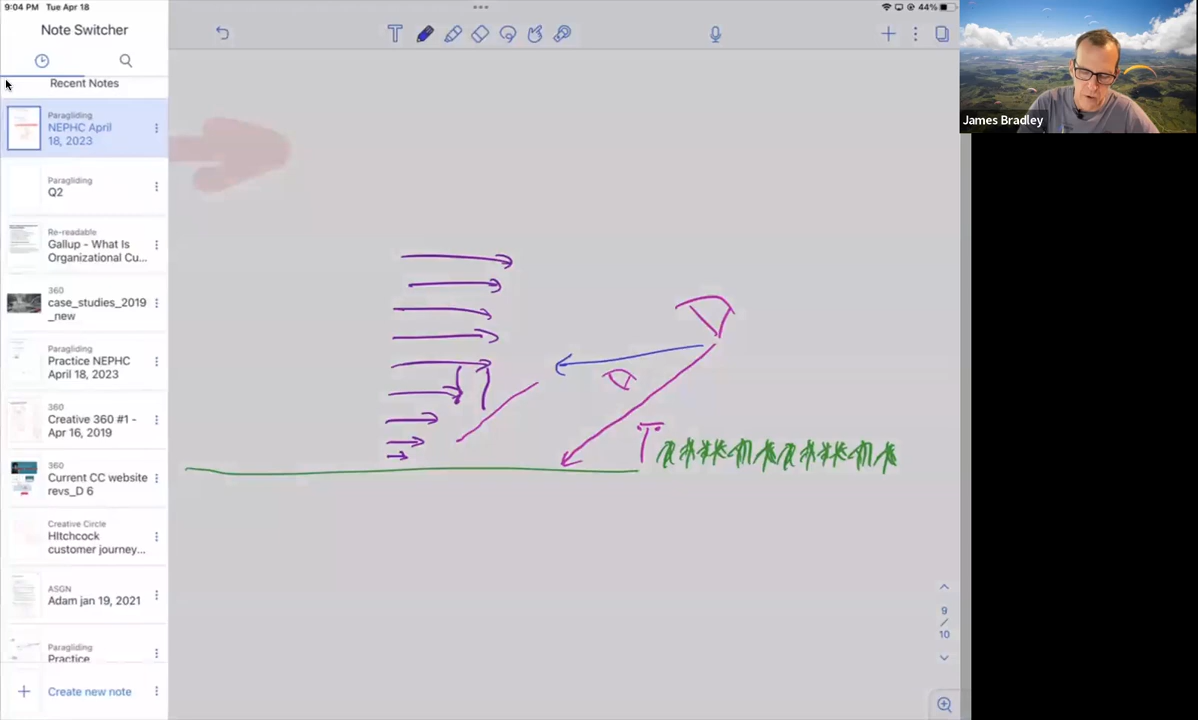 9:04 PM Tue Apr 18
44%
Note Switcher
Recent Notes
Paragliding
NEPHC April
18, 2023
Paragliding
Q2
Re-readable
Gallup - What Is
Organizational Cu...
360
case_studies_2019
_new
Paragliding
Practice NEPHC
April 18, 2023
360
Creative 360 #1 -
Apr 16, 2019
360
Current CC website
revs_D 6
Creative Circle
HItchcock
customer journey...
ASGN
Adam jan 19, 2021
Paragliding
Practice
Create new note
T
9
/
10
James Bradley